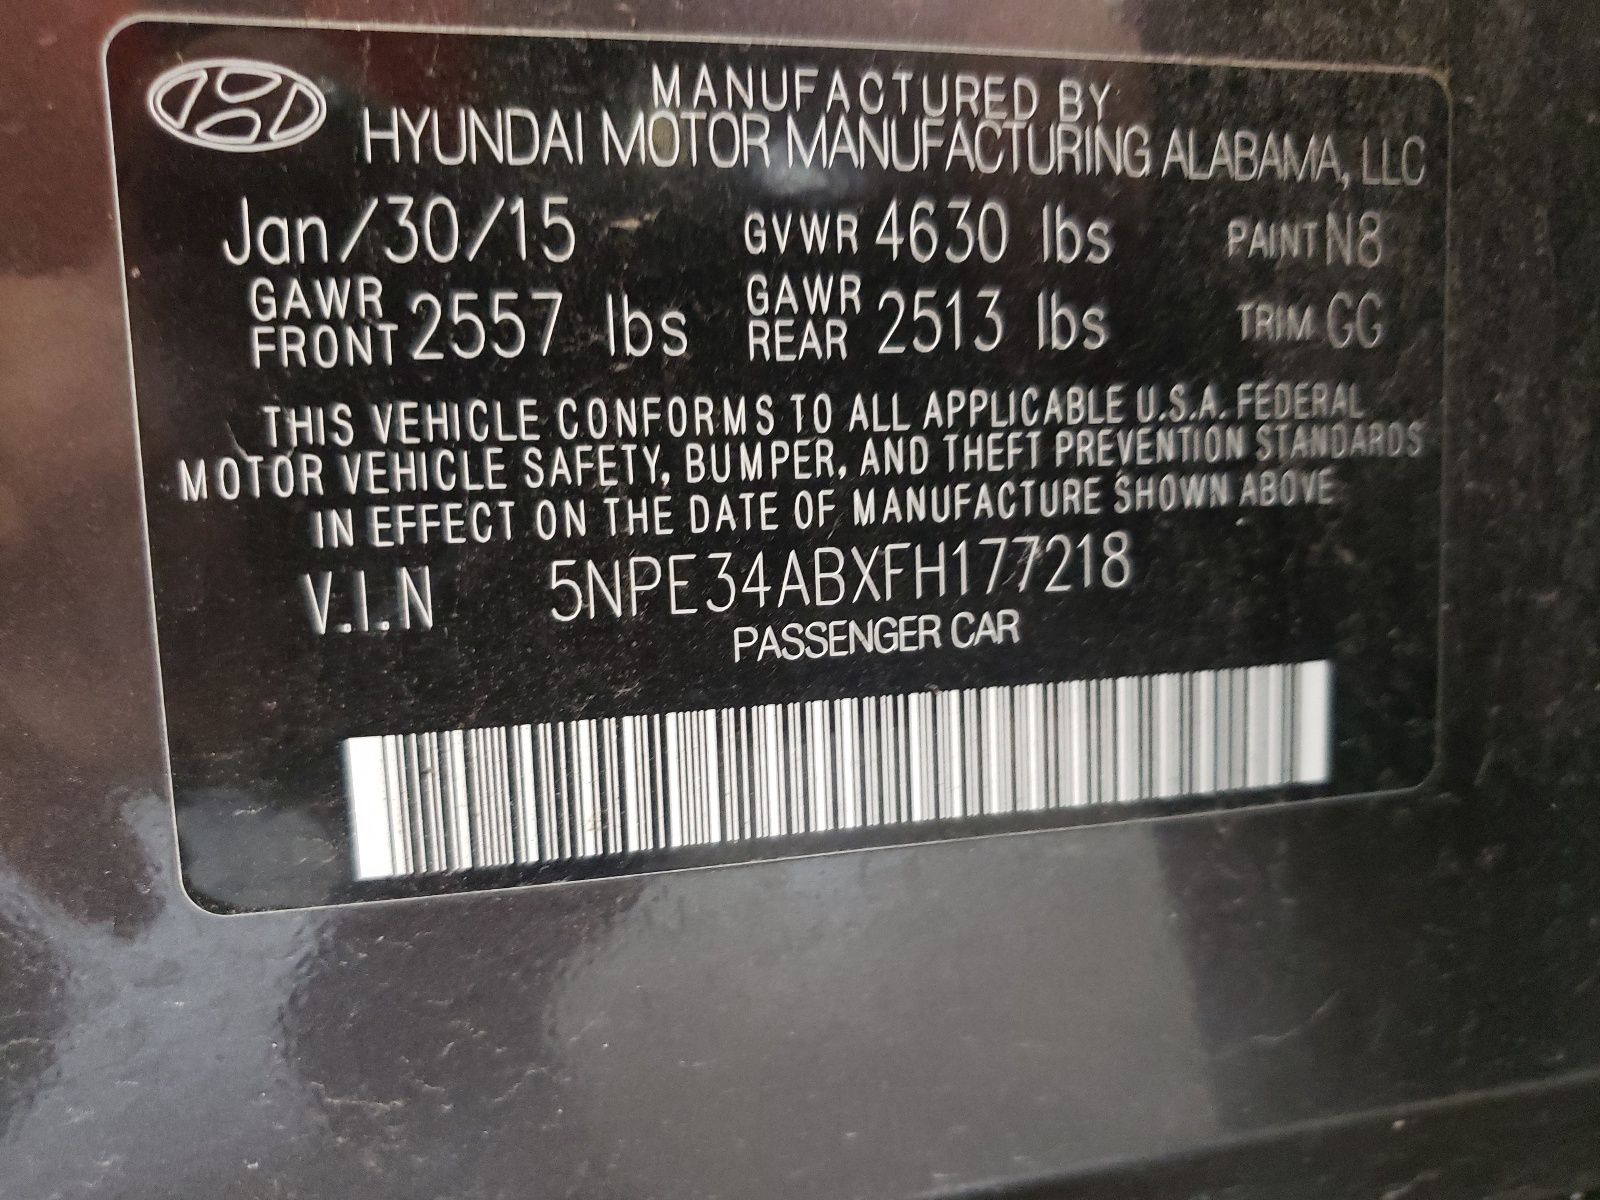 MANUFACTURED BY
HYUNDAI MOTOR MANUFACTURING ALABAMA, LLC
Jan/30/15 GVWR 4630 lbs PAINT N8
GAWR FRONT 2557 lbs GAWR REAR 2513 lbs TRIM GG
THIS VEHICLE CONFORMS TO ALL APPLICABLE U.S.A. FEDERAL
MOTOR VEHICLE SAFETY, BUMPER, AND THEFT PREVENTION STANDARDS
IN EFFECT ON THE DATE OF MANUFACTURE SHOWN ABOVE
V.I.N 5NPE34ABXFH177218
PASSENGER CAR